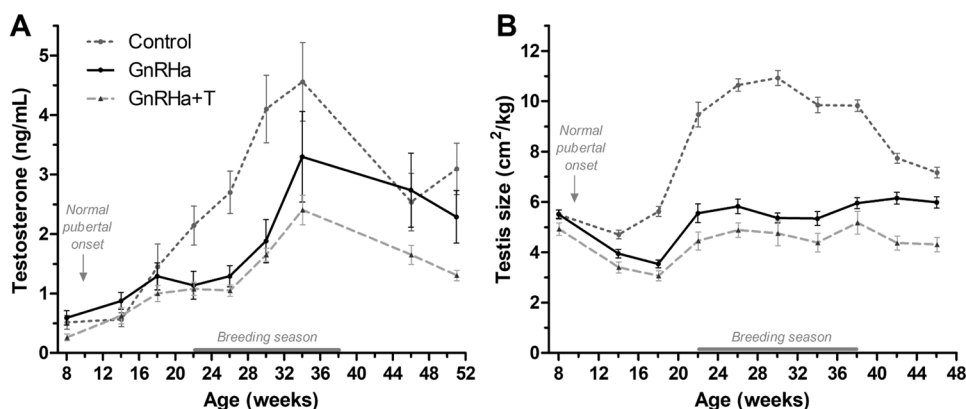 A
B
Control
GnRHa
GnRHa+T
Testosterone (ng/mL)
6
5
4
3
2
1
0
Normal
pubertal
onset
Breeding season
8 12 16 20 24 28 32 36 40 44 48 52
Age (weeks)
Testis size (cm²/kg)
12
10
8
6
4
2
0
Normal
pubertal
onset
Breeding season
8 12 16 20 24 28 32 36 40 44 48
Age (weeks)